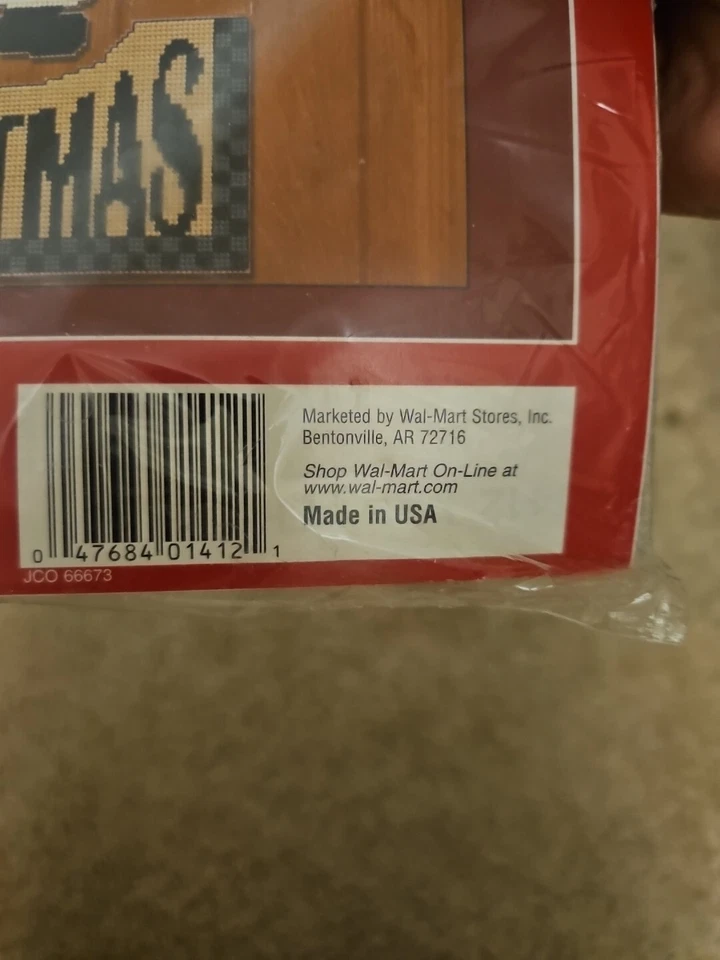 TMAS
Marketed by Wal-Mart Stores, Inc.
Bentonville, AR 72716
Shop Wal-Mart On-Line at
www.wal-mart.com
Made in USA
0 47684 01412 1
JCO 66673